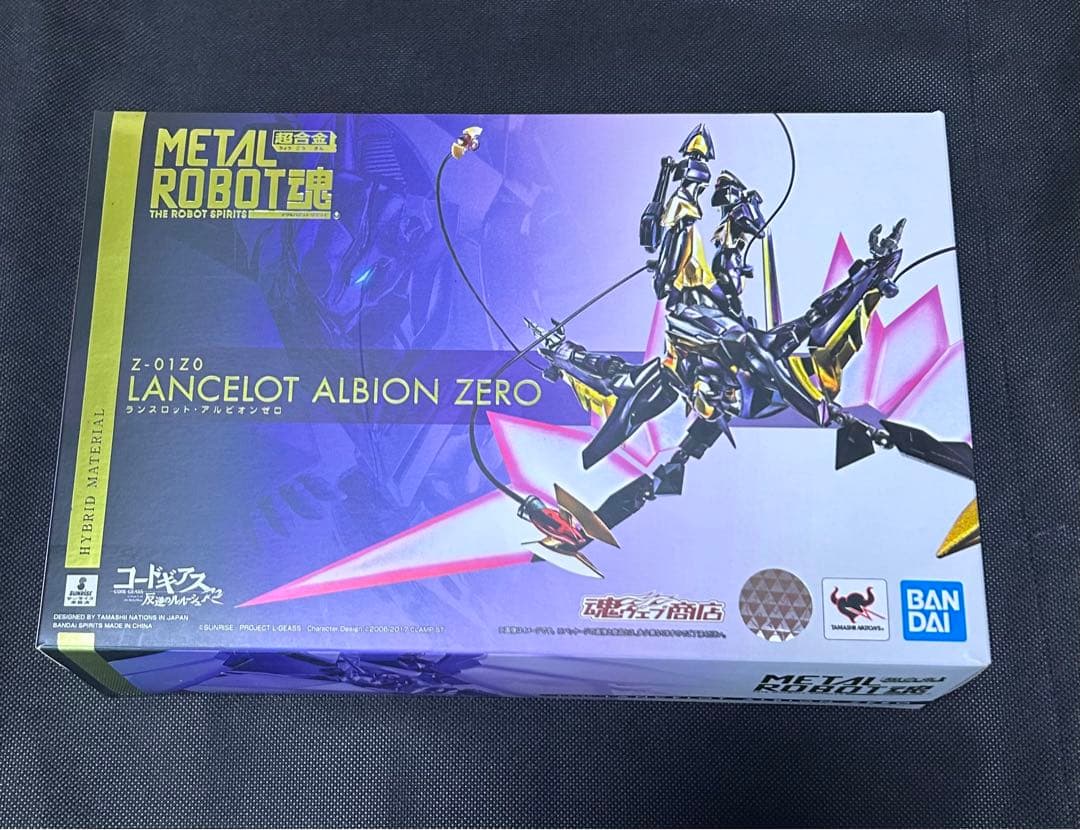 METAL
超合金
ROBOT魂
THE ROBOT SPIRITS
Z-01Z0
LANCELOT ALBION ZERO
ランスロット・アルビオンゼロ
HYBRID MATERIAL
SUNRISE
コードギアス
反逆のルルーシュ
DESIGNED BY TAMASHII NATIONS IN JAPAN
BANDAI SPIRITS MADE IN CHINA
©SUNRISE/PROJECT L-GEASS Character Design ©2006-2017 CLAMP・ST
魂ウェブ商店
TAMASHII NATIONS
BAN
DAI
METAL
ROBOT魂